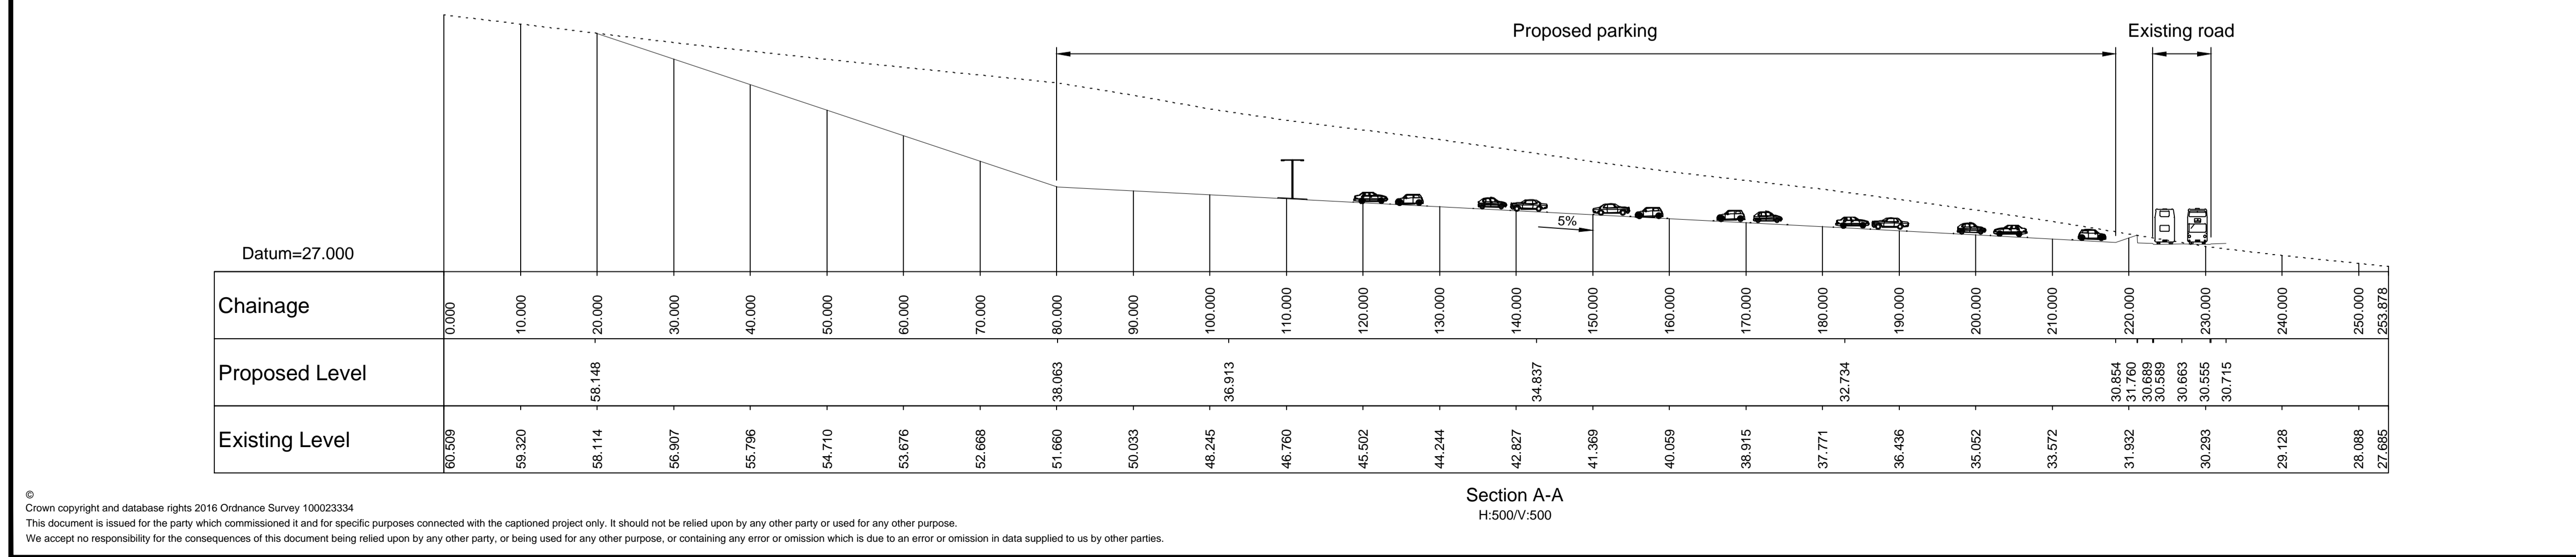 Proposed parking
Existing road
5%
Datum=27.000
Chainage
0.000 10.000 20.000 30.000 40.000 50.000 60.000 70.000 80.000 90.000 100.000 110.000 120.000 130.000 140.000 150.000 160.000 170.000 180.000 190.000 200.000 210.000 220.000 230.000 240.000 250.000 253.878
Proposed Level
58.148 38.063 36.913 34.837 32.734 30.854 31.760 30.689 30.589 30.663 30.555 30.715
Existing Level
60.509 59.320 58.114 56.907 55.796 54.710 53.676 52.668 51.660 50.033 48.245 46.760 45.502 44.244 42.827 41.369 40.059 38.915 37.771 36.436 35.052 33.572 31.932 30.293 29.128 28.088 27.685
Section A-A
H:500/V:500
©
Crown copyright and database rights 2016 Ordnance Survey 100023334
This document is issued for the party which commissioned it and for specific purposes connected with the captioned project only. It should not be relied upon by any other party or used for any other purpose.
We accept no responsibility for the consequences of this document being relied upon by any other party, or being used for any other purpose, or containing any error or omission which is due to an error or omission in data supplied to us by other parties.